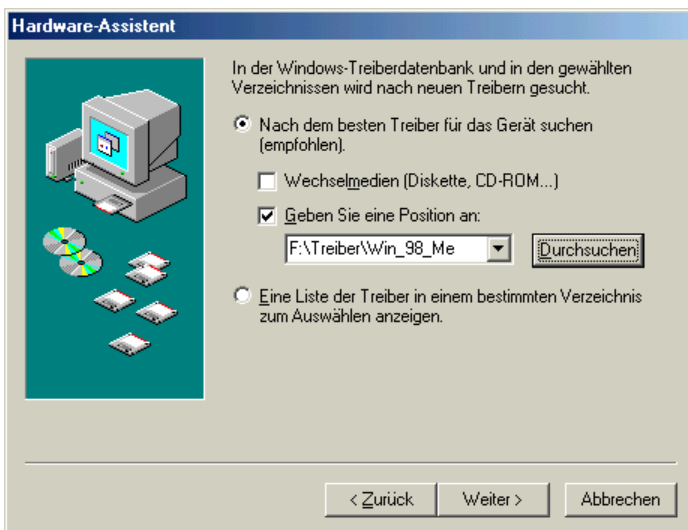 Hardware-Assistent
In der Windows-Treiberdatenbank und in den gewählten
Verzeichnissen wird nach neuen Treibern gesucht.
Nach dem besten Treiber für das Gerät suchen
(empfohlen).
Wechselmedien (Diskette, CD-ROM...)
Geben Sie eine Position an:
F:\Treiber\Win_98_Me
Durchsuchen
Eine Liste der Treiber in einem bestimmten Verzeichnis
zum Auswählen anzeigen.
< Zurück Weiter > Abbrechen